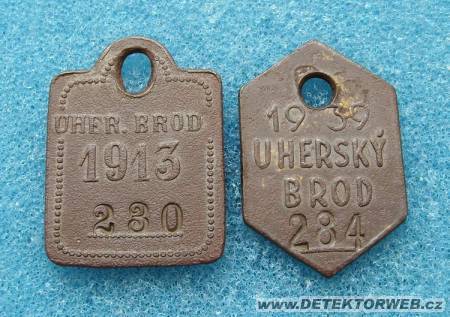 UHER. BROD
1913
230
1939
UHERSKÝ
BROD
284
www.DETEKTORWEB.cz